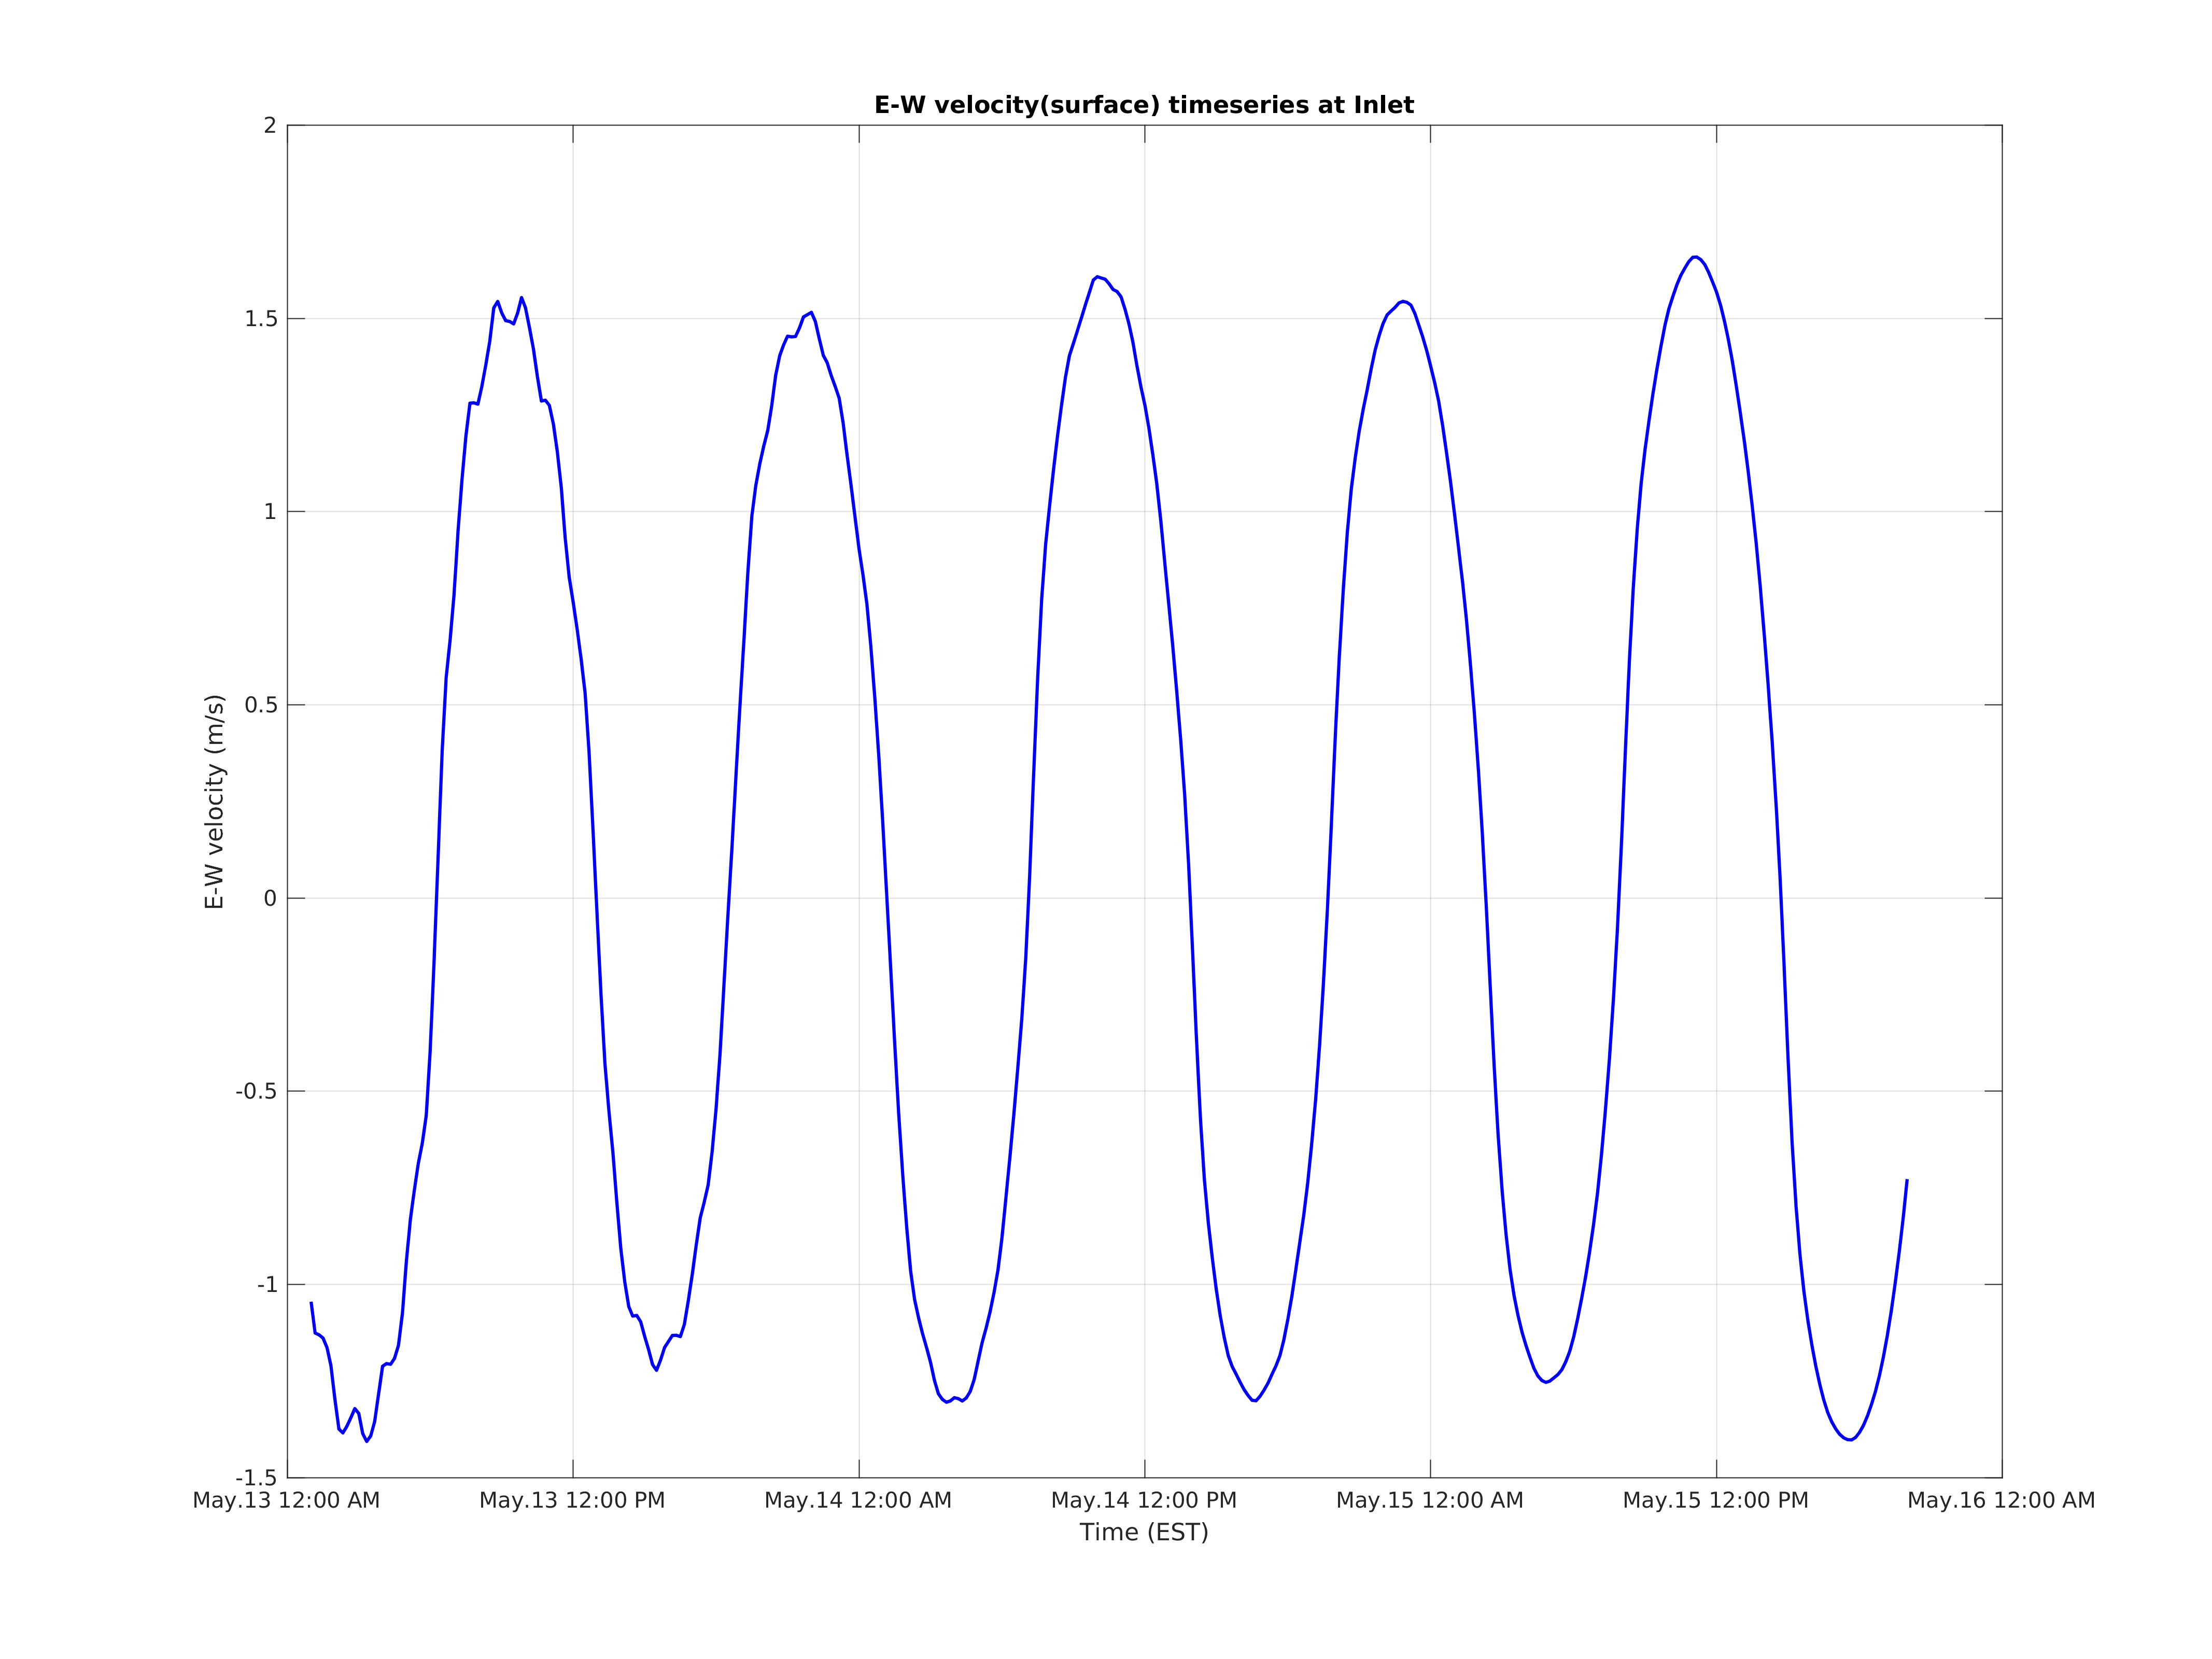 E-W velocity(surface) timeseries at Inlet
2
1.5
1
0.5
0
-0.5
-1
-1.5
E-W velocity (m/s)
May.13 12:00 AM May.13 12:00 PM May.14 12:00 AM May.14 12:00 PM May.15 12:00 AM May.15 12:00 PM May.16 12:00 AM
Time (EST)